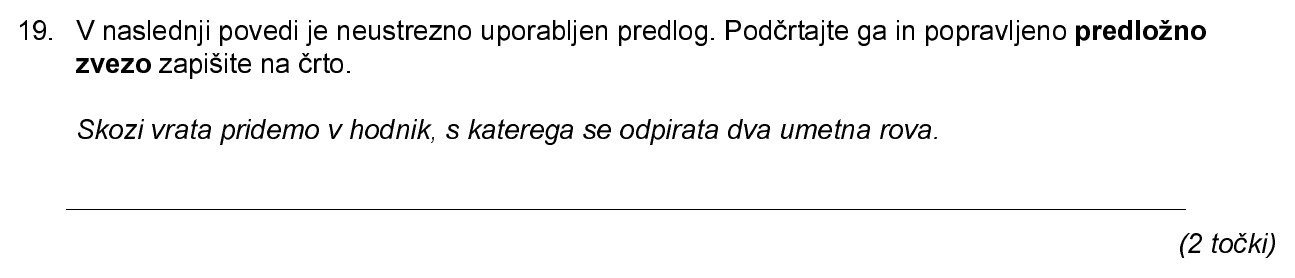 19. V naslednji povedi je neustrezno uporabljen predlog. Podčrtajte ga in popravljeno predložno
zvezo zapišite na črto.
Skozi vrata pridemo v hodnik, s katerega se odpirata dva umetna rova.
(2 točki)